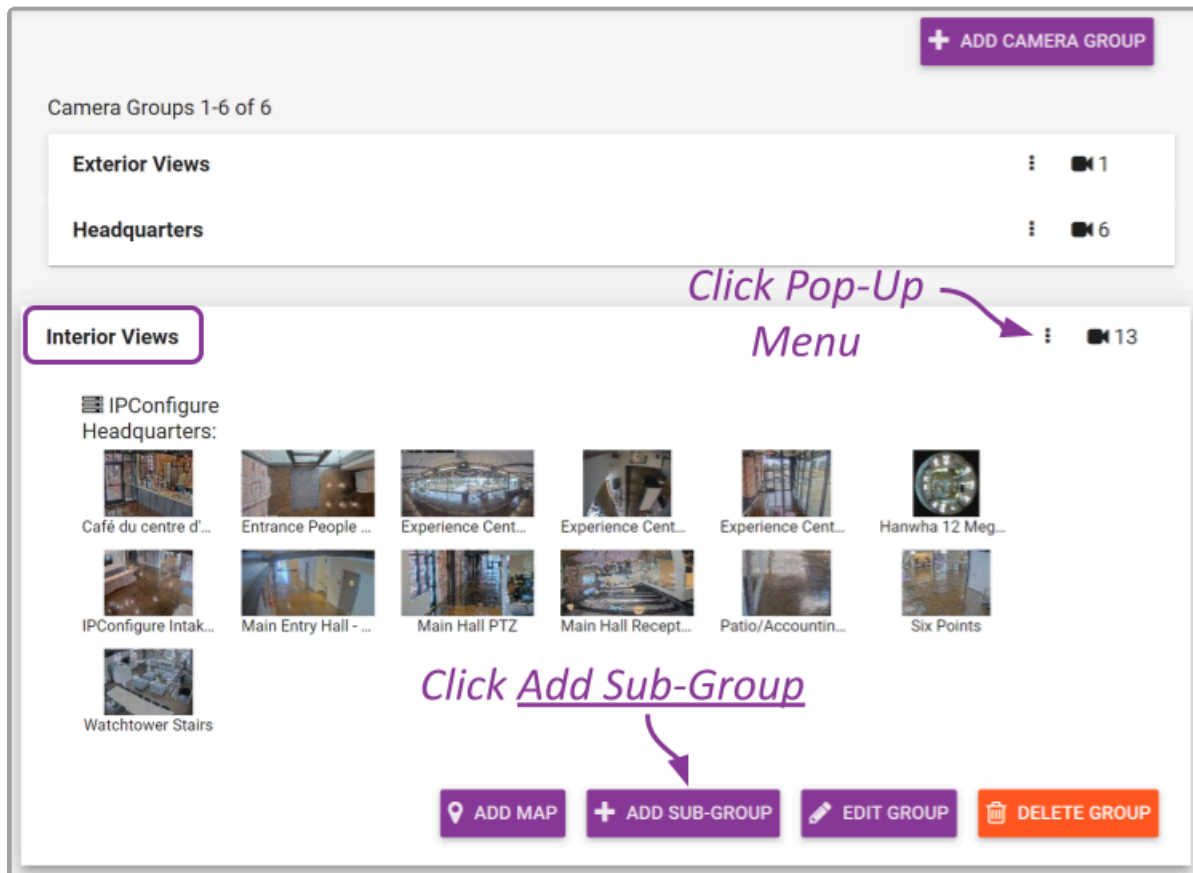 ADD CAMERA GROUP
Camera Groups 1-6 of 6
Exterior Views 1
Headquarters 6
Click Pop-Up
Menu
Interior Views 13
IPConfigure
Headquarters:
Café du centre d'... Entrance People ... Experience Cent... Experience Cent... Experience Cent... Hanwha 12 Meg...
IPConfigure Intak... Main Entry Hall - ... Main Hall PTZ Main Hall Recept... Patio/Accountin... Six Points
Watchtower Stairs
Click Add Sub-Group
ADD MAP ADD SUB-GROUP EDIT GROUP DELETE GROUP